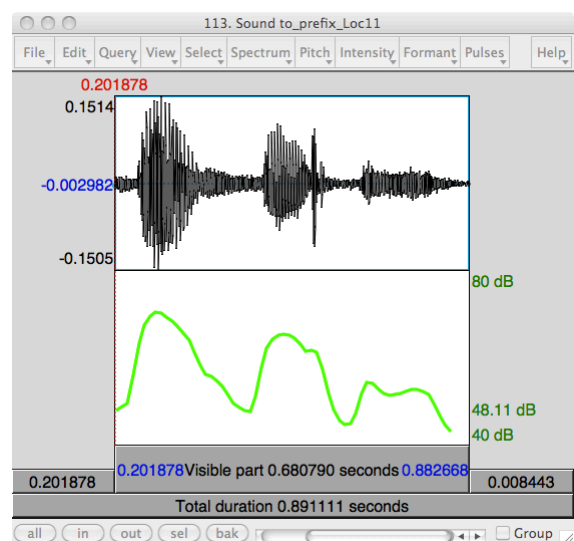 113. Sound to_prefix_Loc11
File Edit Query View Select Spectrum Pitch Intensity Formant Pulses Help
0.201878
0.1514
-0.002982
-0.1505
80 dB
48.11 dB
40 dB
0.201878 0.201878 Visible part 0.680790 seconds 0.882668 0.008443
Total duration 0.891111 seconds
all in out sel bak Group